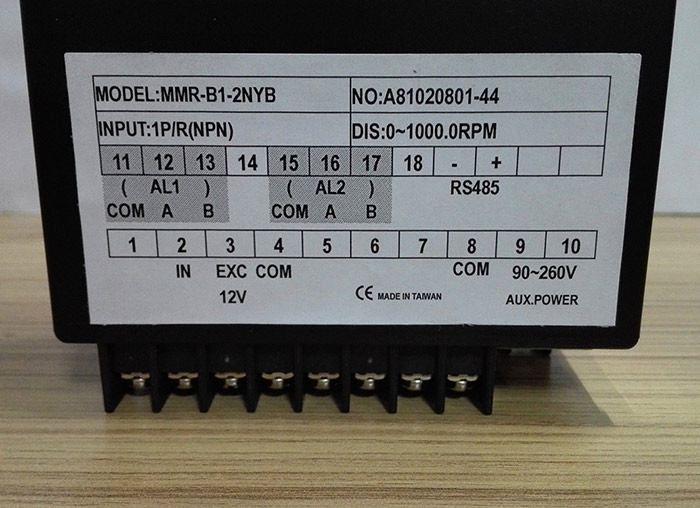 MODEL:MMR-B1-2NYB NO:A81020801-44
INPUT:1P/R(NPN) DIS:0~1000.0RPM
11 12 13 14 15 16 17 18 - +
( AL1 ) ( AL2 ) RS485
COM A B COM A B
1 2 3 4 5 6 7 8 9 10
IN EXC COM COM 90~260V
12V CE MADE IN TAIWAN AUX.POWER